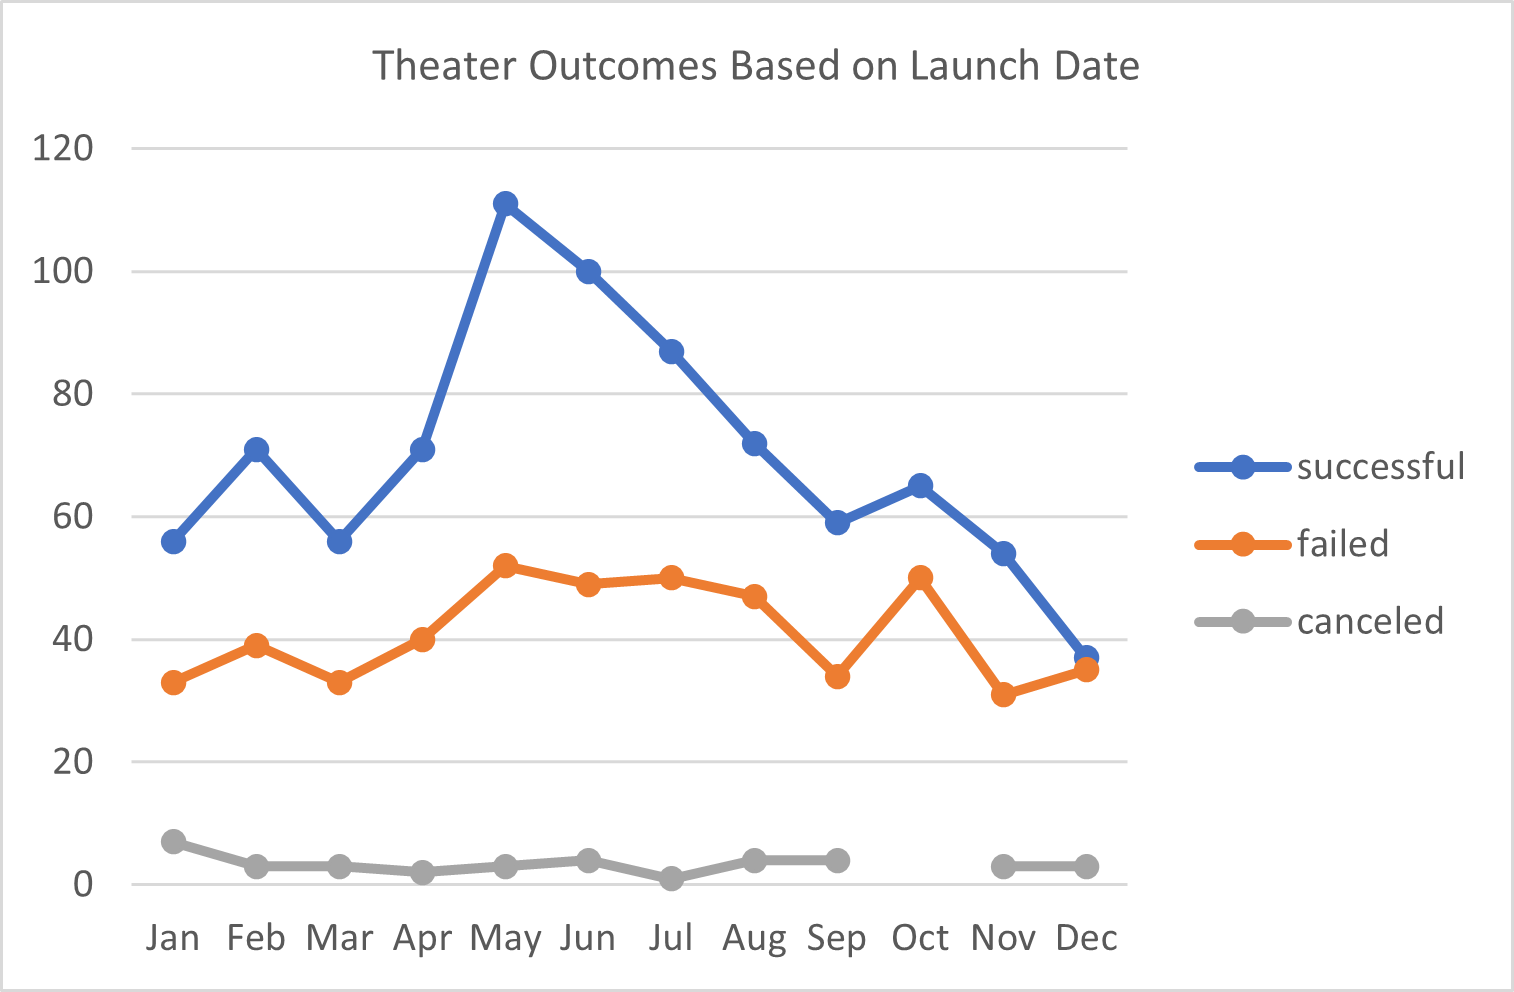 Theater Outcomes Based on Launch Date
120
100
80
60
40
20
0
Jan Feb Mar Apr May Jun Jul Aug Sep Oct Nov Dec
successful
failed
canceled